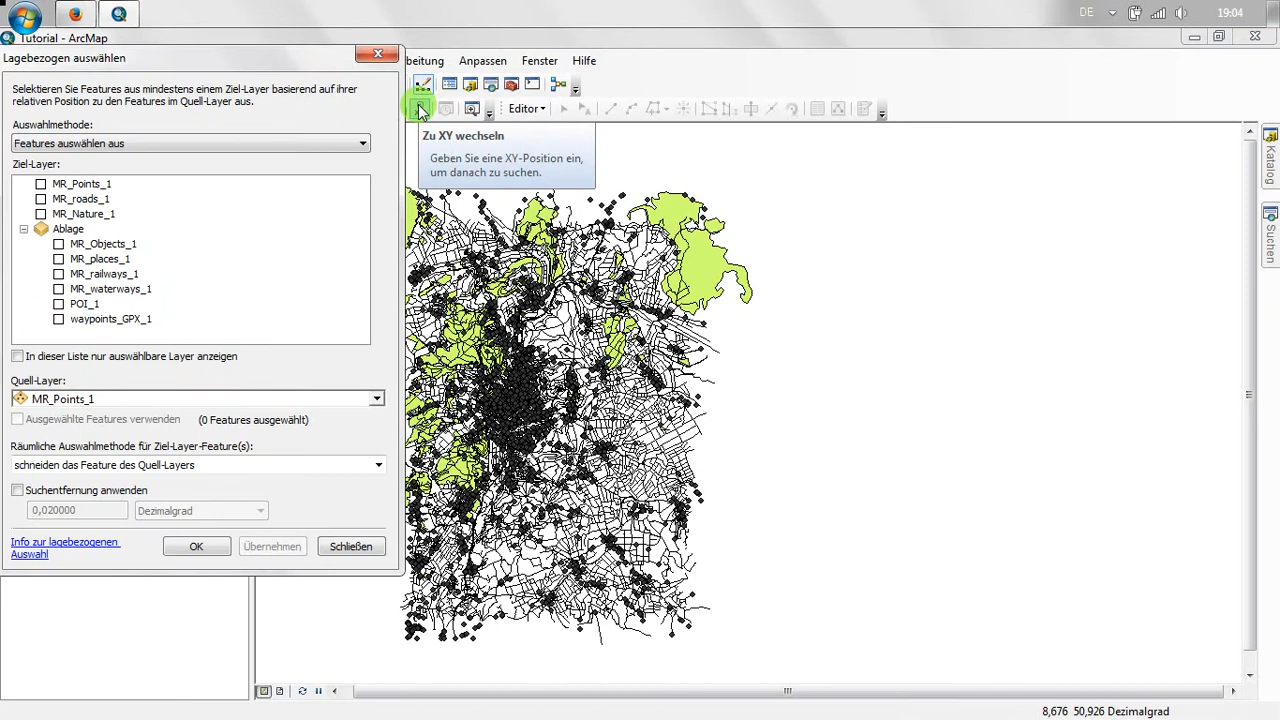 DE
19:04
Tutorial - ArcMap
Lagebezogen auswählen
beitung Anpassen Fenster Hilfe
Selektieren Sie Features aus mindestens einem Ziel-Layer basierend auf ihrer
relativen Position zu den Features im Quell-Layer aus.
Editor
Auswahlmethode:
Features auswählen aus
Zu XY wechseln
Geben Sie eine XY-Position ein,
um danach zu suchen.
Katalog
Suchen
Ziel-Layer:
MR_Points_1
MR_roads_1
MR_Nature_1
Ablage
MR_Objects_1
MR_places_1
MR_railways_1
MR_waterways_1
POI_1
waypoints_GPX_1
In dieser Liste nur auswählbare Layer anzeigen
Quell-Layer:
MR_Points_1
Ausgewählte Features verwenden (0 Features ausgewählt)
Räumliche Auswahlmethode für Ziel-Layer-Feature(s):
schneiden das Feature des Quell-Layers
Suchentfernung anwenden
0,020000 Dezimalgrad
Info zur lagebezogenen
Auswahl
OK Übernehmen Schließen
8,676 50,926 Dezimalgrad